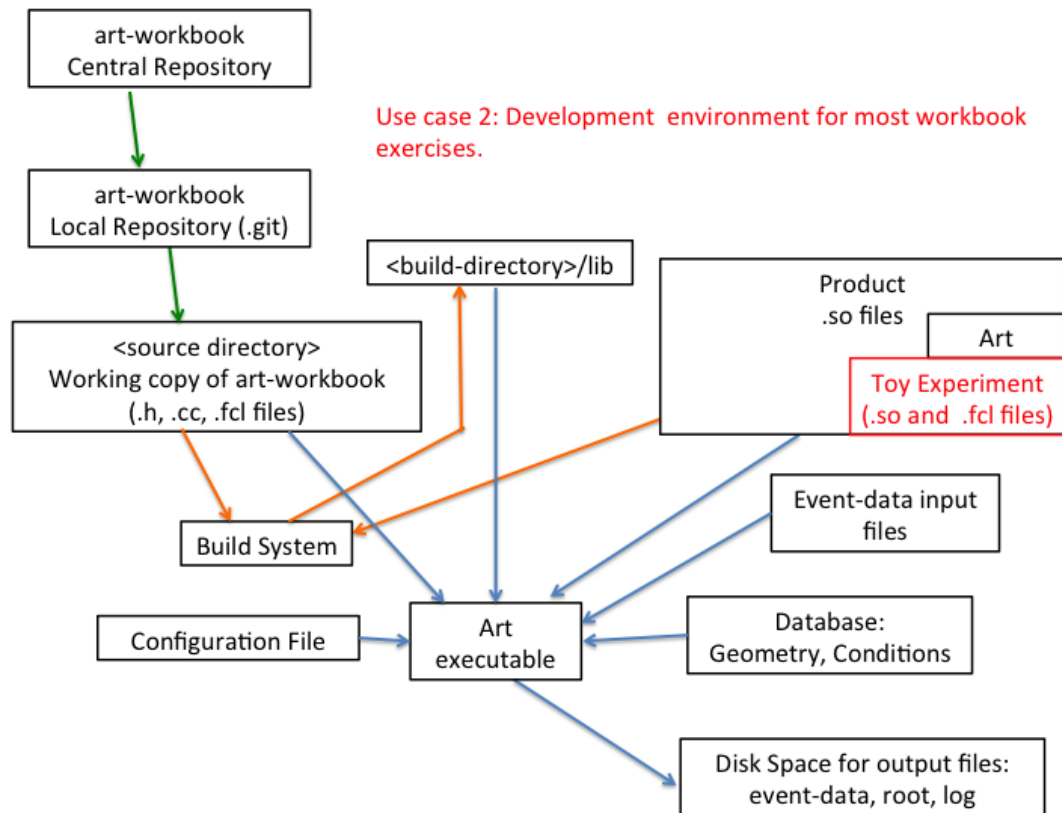 art-workbook
Central Repository
Use case 2: Development environment for most workbook
exercises.
art-workbook
Local Repository (.git)
<build-directory>/lib
Product
.so files
Art
Toy Experiment
(.so and .fcl files)
<source directory>
Working copy of art-workbook
(.h, .cc, .fcl files)
Event-data input
files
Build System
Configuration File
Art
executable
Database:
Geometry, Conditions
Disk Space for output files:
event-data, root, log